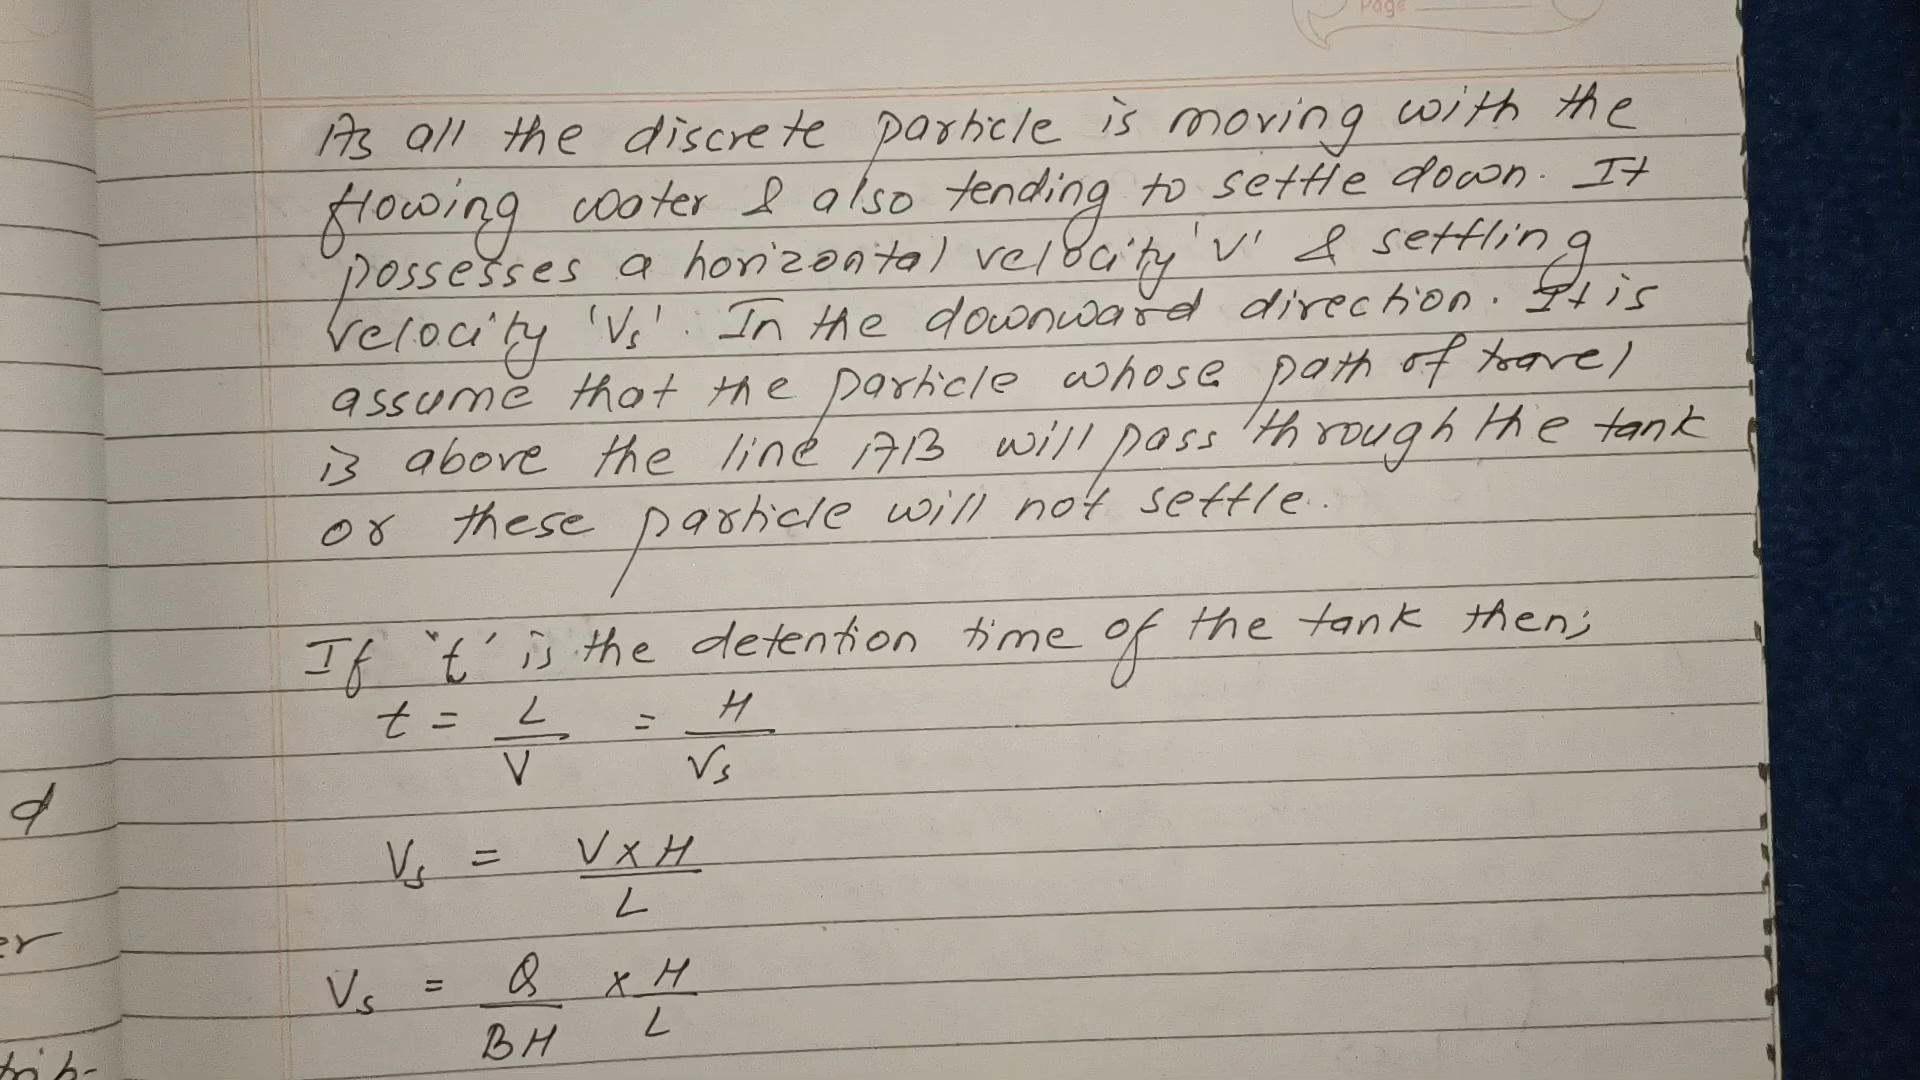 Page
As all the discrete particle is moving with the
flowing water & also tending to settle down. It
possesses a horizontal velocity 'V' & settling
velocity 'Vs'. In the downward direction. It is
assume that the particle whose path of travel
is above the line AB will pass through the tank
or these particle will not settle.
If 't' is the detention time of the tank then;
t = L/V = H/Vs
Vs = V x H / L
Vs = Q/BH x H/L
d
er